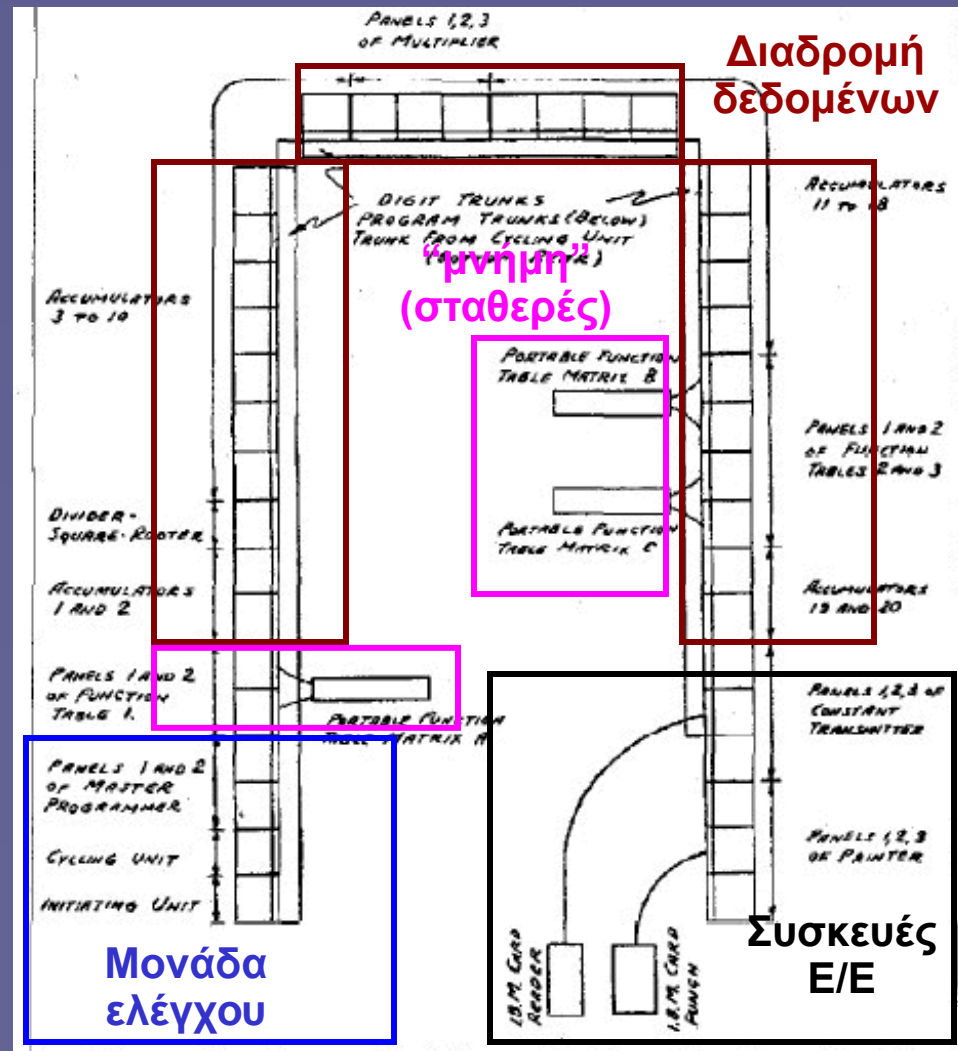 PANELS 1,2,3
OF MULTIPLIER
Διαδρομή
δεδομένων
DIGIT TRUNKS
PROGRAM TRUNKS (BELOW)
TRUNK FROM CYCLING UNIT
REAR)
“μνήμη”
(σταθερές)
ACCUMULATORS
11 TO 18
ACCUMULATORS
3 TO 10
PORTABLE FUNCTION
TABLE MATRIX B
PANELS 1 AND 2
OF FUNCTION
TABLES 2 AND 3
DIVIDER-
SQUARE-ROOTER
PORTABLE FUNCTION
TABLE MATRIX C
ACCUMULATORS
1 AND 2
ACCUMULATORS
19 AND 20
PANELS 1 AND 2
OF FUNCTION
TABLE 1.
PORTABLE FUNCTION
TABLE MATRIX A
PANELS 1,2,3 OF
CONSTANT
TRANSMITTER
PANELS 1 AND 2
OF MASTER
PROGRAMMER
CYCLING UNIT
PANELS 1,2,3
OF PRINTER
INITIATING UNIT
Μονάδα
ελέγχου
I.B.M. CARD
READER
I.B.M. CARD
PUNCH
Συσκευές
Ε/Ε